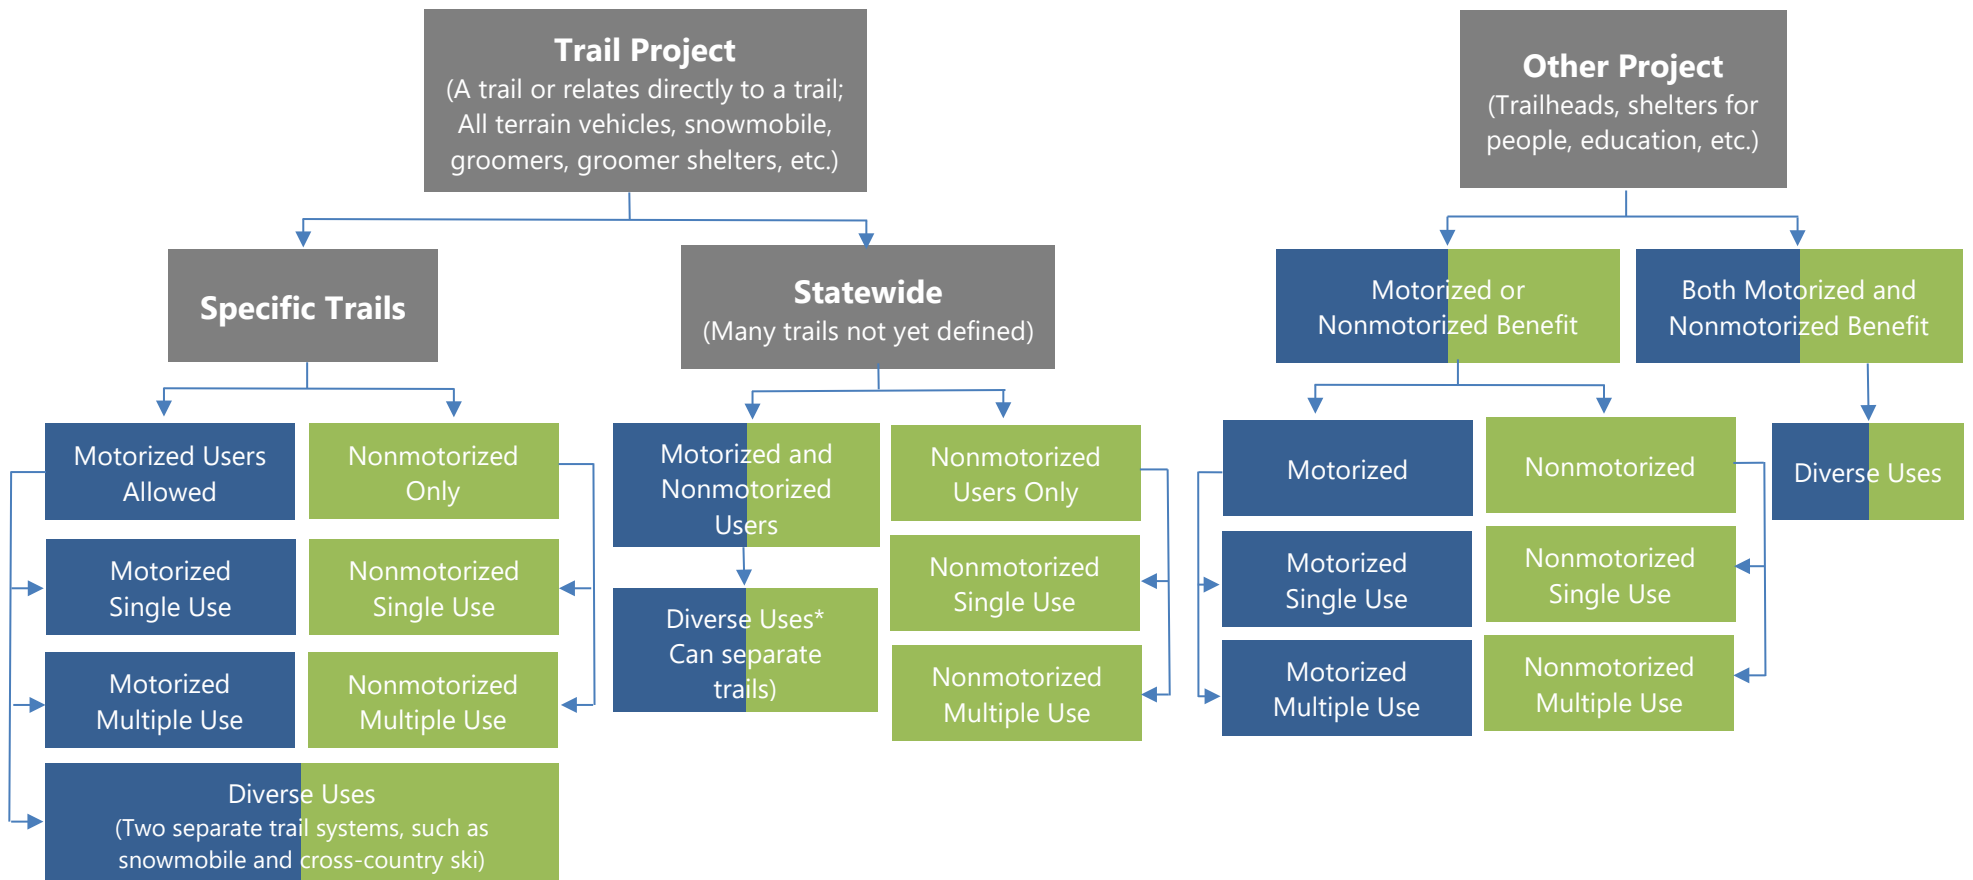 Trail Project
(A trail or relates directly to a trail;
All terrain vehicles, snowmobile,
groomers, groomer shelters, etc.)
Other Project
(Trailheads, shelters for
people, education, etc.)
Specific Trails
Statewide
(Many trails not yet defined)
Motorized or
Nonmotorized Benefit
Both Motorized and
Nonmotorized Benefit
Motorized Users
Allowed
Nonmotorized
Only
Motorized and
Nonmotorized
Users
Nonmotorized
Users Only
Motorized
Nonmotorized
Diverse Uses
Motorized
Single Use
Nonmotorized
Single Use
Diverse Uses*
Can separate
trails)
Nonmotorized
Single Use
Motorized
Single Use
Nonmotorized
Single Use
Motorized
Multiple Use
Nonmotorized
Multiple Use
Nonmotorized
Multiple Use
Motorized
Multiple Use
Nonmotorized
Multiple Use
Diverse Uses
(Two separate trail systems, such as
snowmobile and cross-country ski)